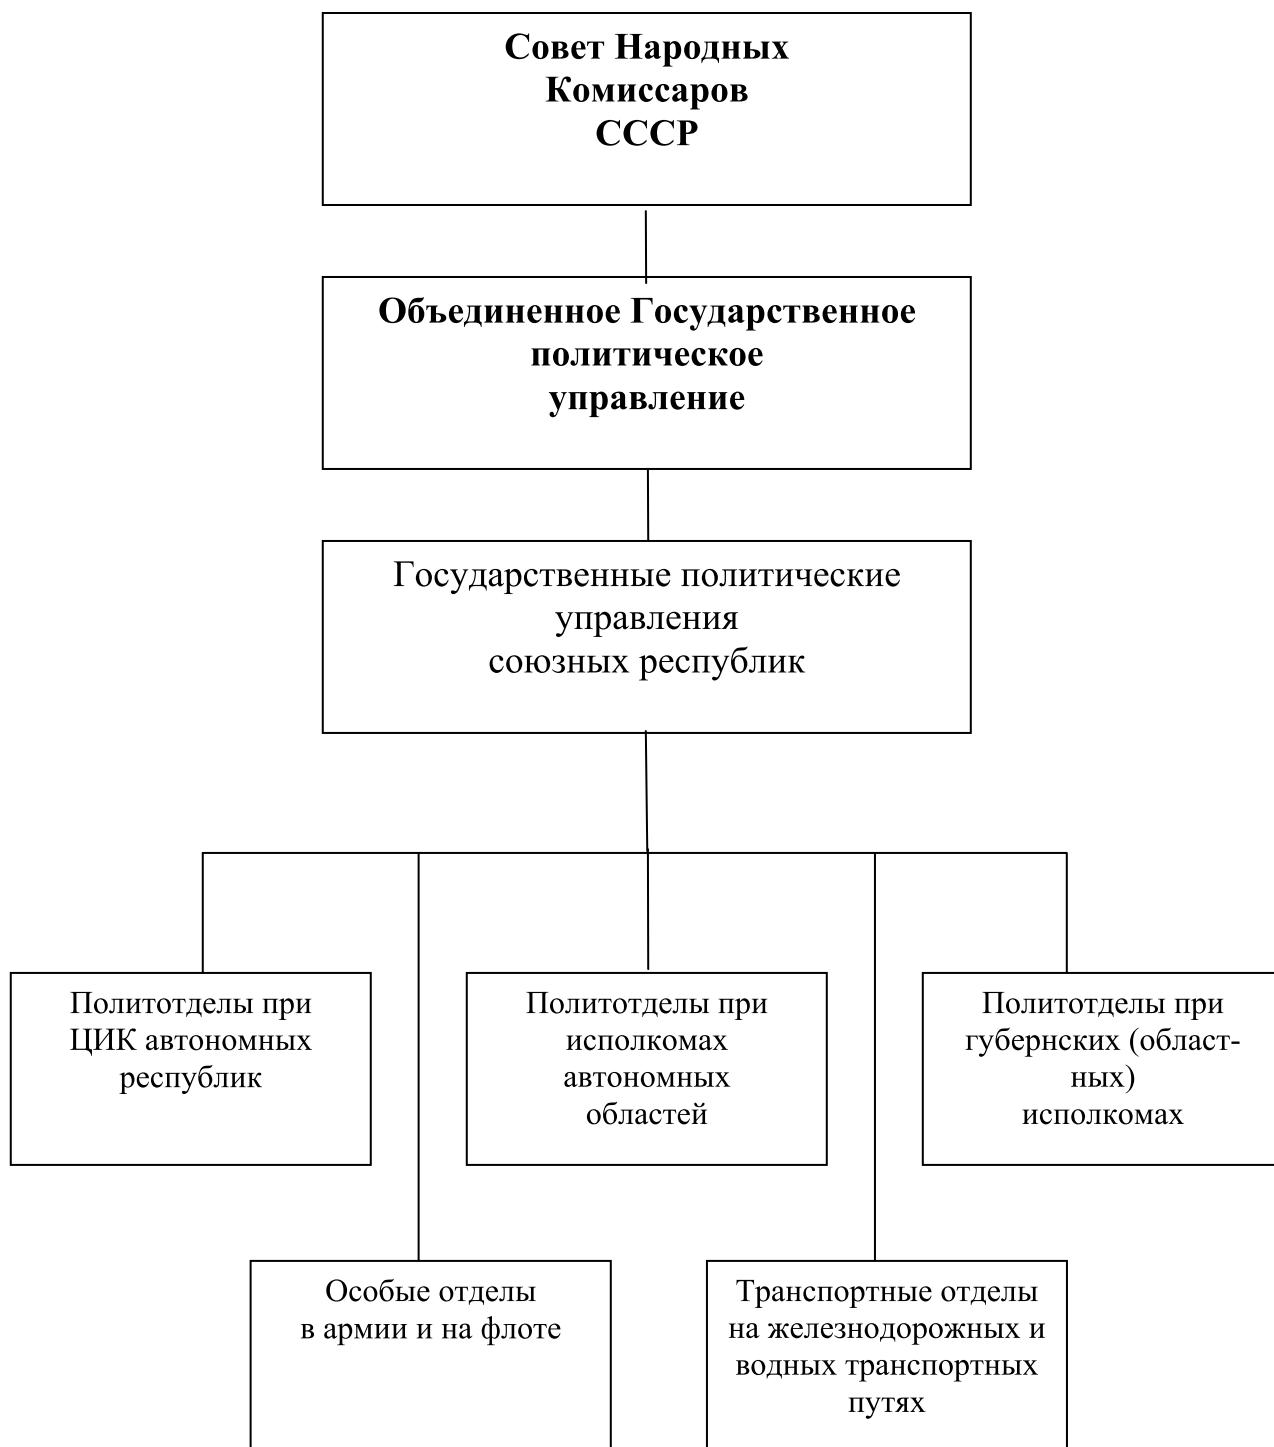 Совет Народных
Комиссаров
СССР
Объединенное Государственное
политическое
управление
Государственные политические
управления
союзных республик
Политотделы при
ЦИК автономных
республик
Политотделы при
исполкомах
автономных
областей
Политотделы при
губернских (област-
ных)
исполкомах
Особые отделы
в армии и на флоте
Транспортные отделы
на железнодорожных и
водных транспортных
путях